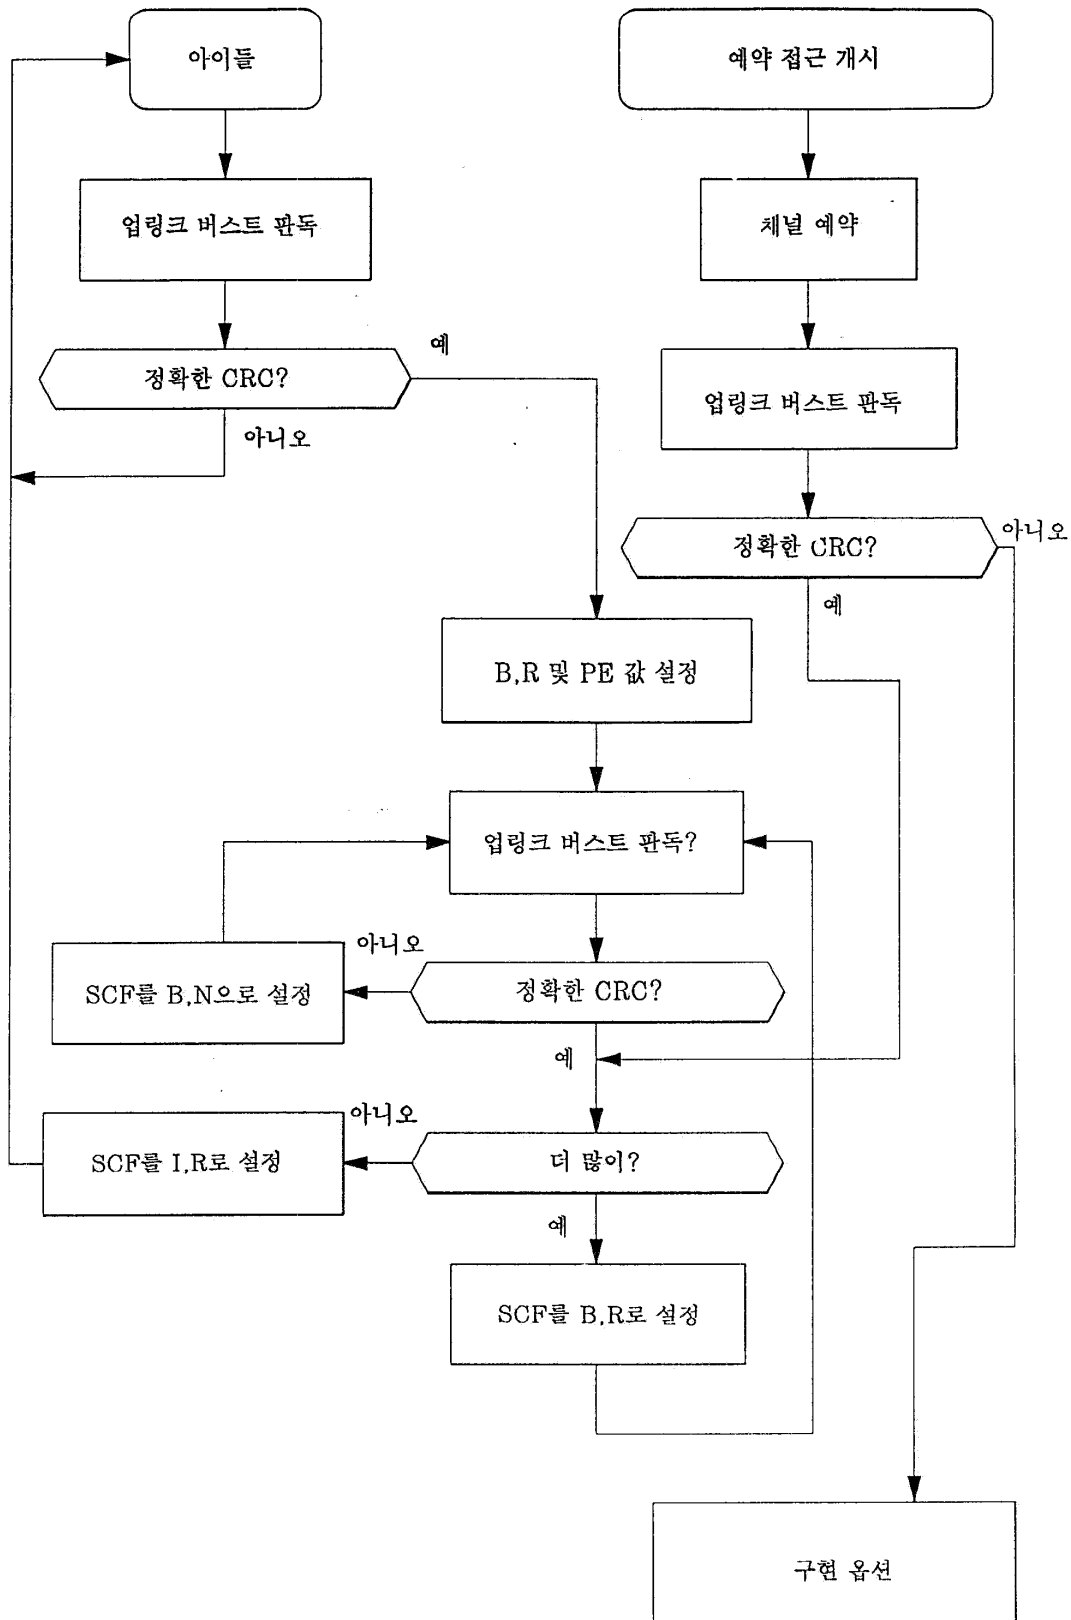 아이들
예약 접근 개시
업링크 버스트 판독
채널 예약
예
정확한 CRC?
업링크 버스트 판독
아니오
아니오
정확한 CRC?
예
B,R 및 PE 값 설정
업링크 버스트 판독?
아니오
SCF를 B,N으로 설정
정확한 CRC?
예
아니오
SCF를 I,R로 설정
더 많이?
예
SCF를 B,R로 설정
구현 옵션